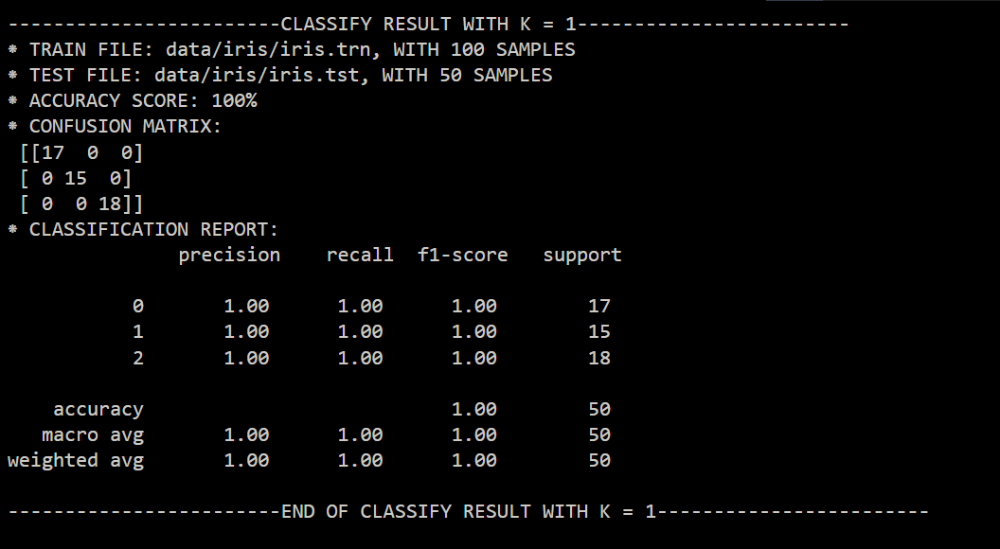 ------------------------CLASSIFY RESULT WITH K = 1------------------------
* TRAIN FILE: data/iris/iris.trn, WITH 100 SAMPLES
* TEST FILE: data/iris/iris.tst, WITH 50 SAMPLES
* ACCURACY SCORE: 100%
* CONFUSION MATRIX:
 [[17  0  0]
 [ 0 15  0]
 [ 0  0 18]]
* CLASSIFICATION REPORT:
               precision    recall  f1-score   support

           0       1.00      1.00      1.00        17
           1       1.00      1.00      1.00        15
           2       1.00      1.00      1.00        18

    accuracy                           1.00        50
   macro avg       1.00      1.00      1.00        50
weighted avg       1.00      1.00      1.00        50

------------------------END OF CLASSIFY RESULT WITH K = 1------------------------